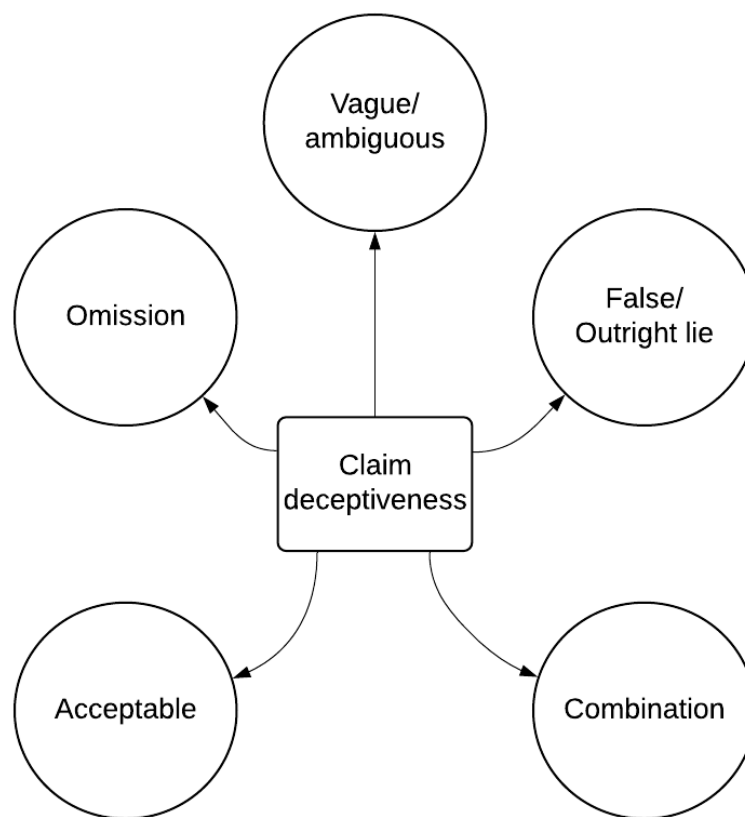 Vague/
ambiguous
Omission
False/
Outright lie
Claim
deceptiveness
Acceptable
Combination